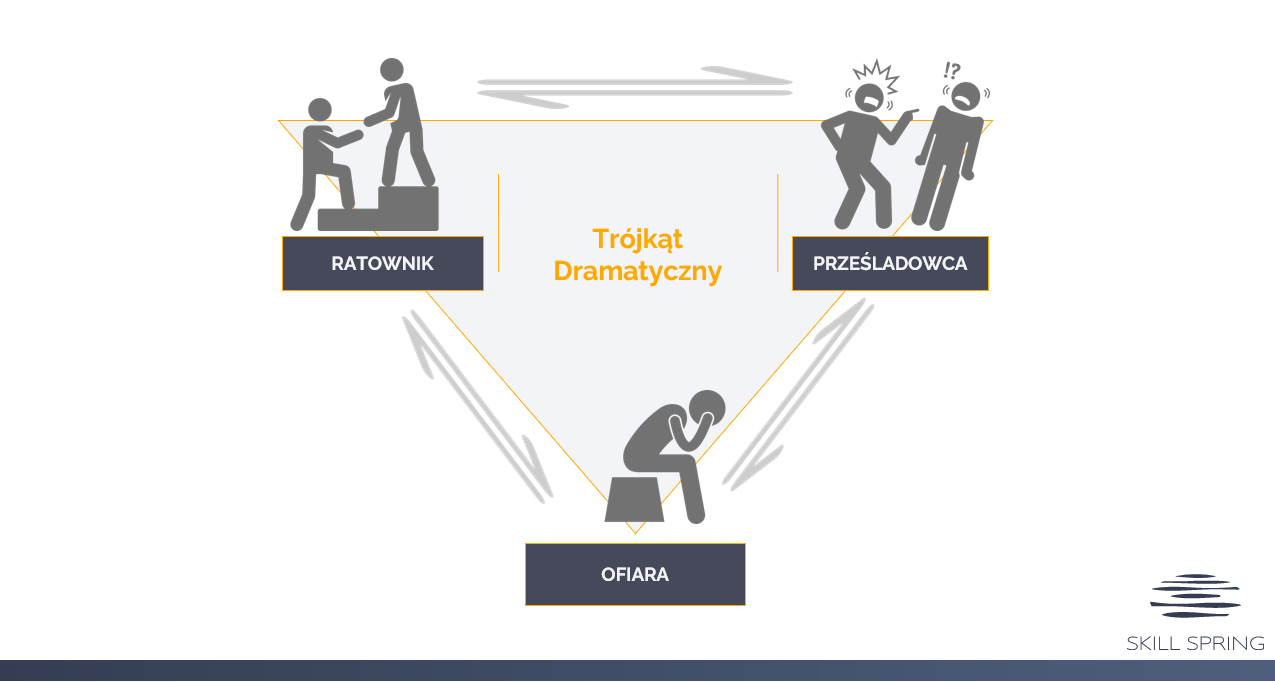 !?
RATOWNIK
Trójkąt
Dramatyczny
PRZEŚLADOWCA
OFIARA
SKILL SPRING